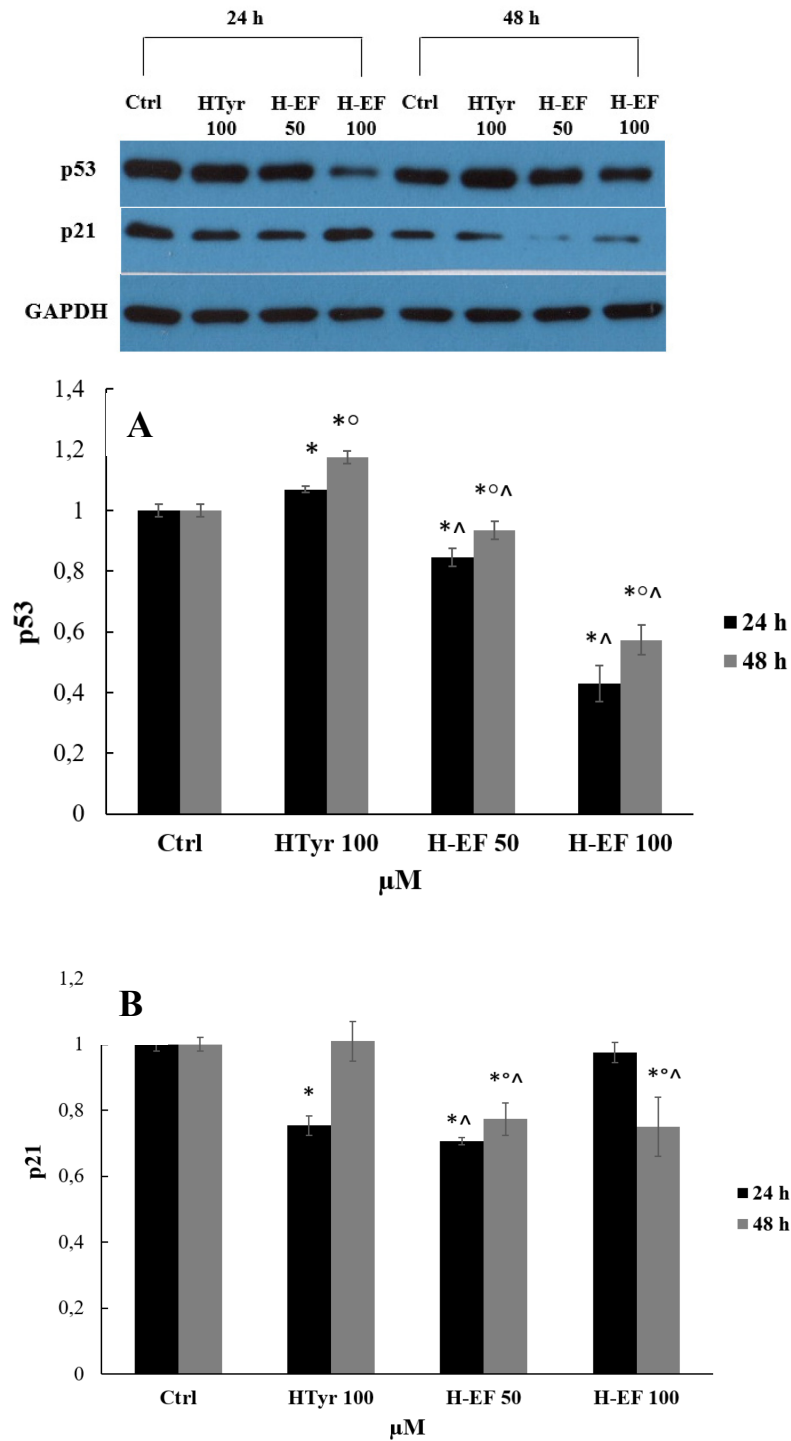 24 h 48 h
Ctrl HTyr H-EF H-EF Ctrl HTyr H-EF H-EF
100 50 100 100 50 100
p53
p21
GAPDH
A
1,4
1,2
1
0,8
0,6
0,4
0,2
0
p53
* *○
*^ *○^
*^ *○^
24 h
48 h
Ctrl HTyr 100 H-EF 50 H-EF 100
µM
B
1,2
1
0,8
0,6
0,4
0,2
0
p21
*
*^ *°^
*°^
24 h
48 h
Ctrl HTyr 100 H-EF 50 H-EF 100
µM